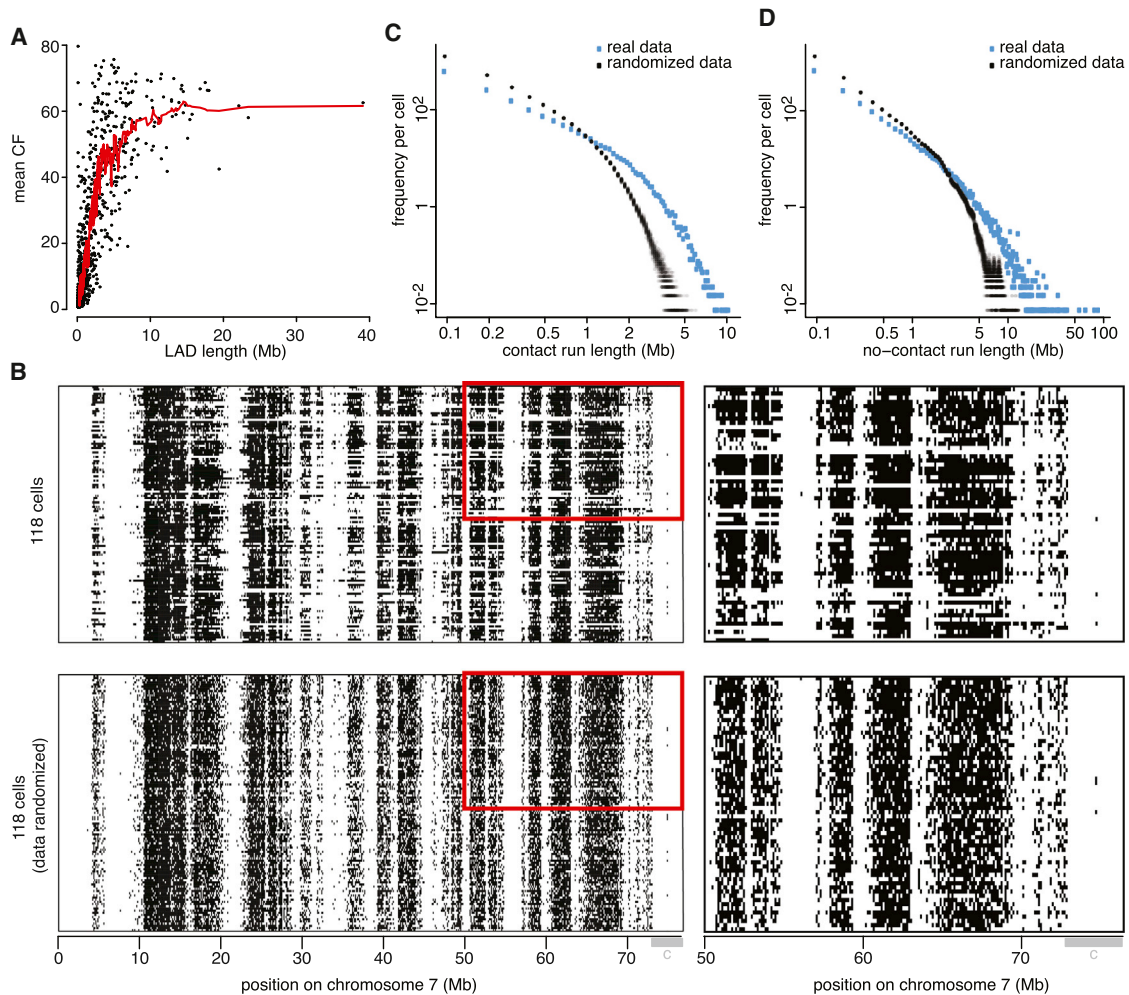 A
80
60
40
20
0
mean CF
0 10 20 30 40
LAD length (Mb)
C
real data
randomized data
10^2
1
10^-2
frequency per cell
0.1 0.2 0.5 1 2 5 10
contact run length (Mb)
D
real data
randomized data
10^2
1
10^-2
frequency per cell
0.1 0.5 1 5 10 50 100
no−contact run length (Mb)
B
118 cells
118 cells
(data randomized)
0 10 20 30 40 50 60 70
C
position on chromosome 7 (Mb)
50 60 70
C
position on chromosome 7 (Mb)